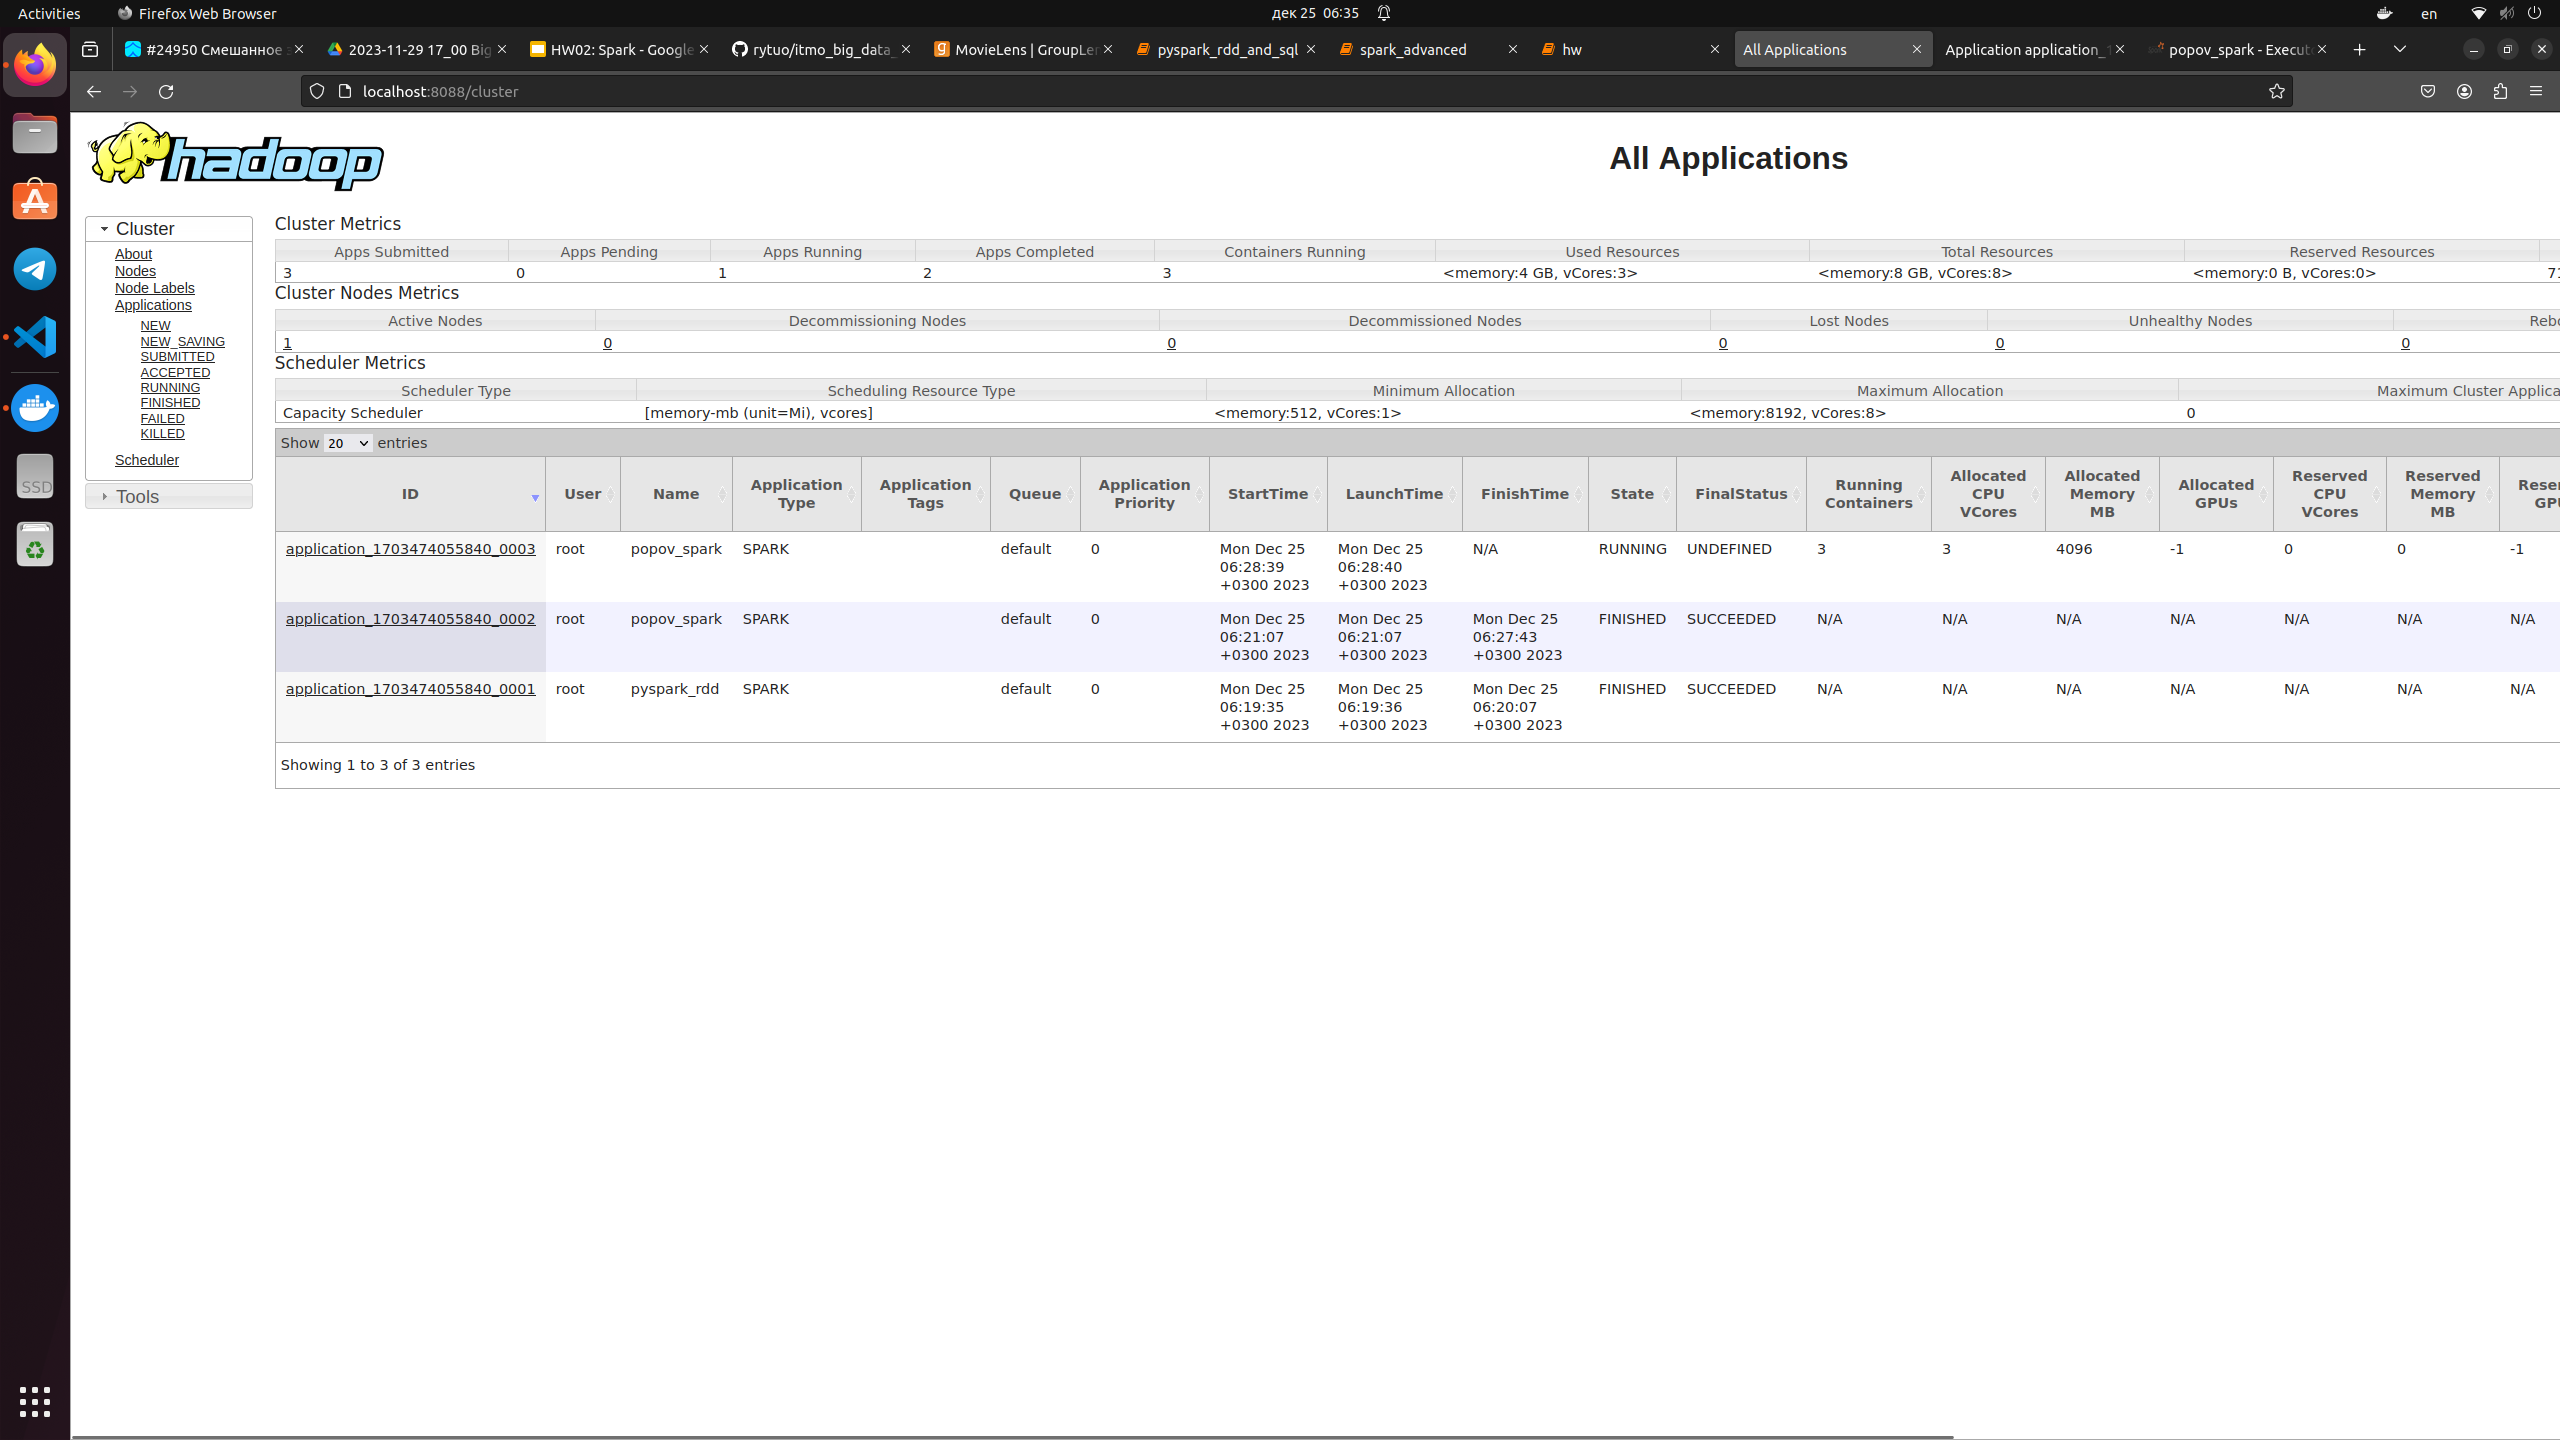 Activities Firefox Web Browser дек 25 06:35 en
#24950 Смешанное 2023-11-29 17_00 Big HW02: Spark - Google rytuo/itmo_big_data_ MovieLens | GroupLen pyspark_rdd_and_sql spark_advanced hw All Applications Application application_1 popov_spark - Executo
localhost:8088/cluster
hadoop
All Applications
Cluster
About
Nodes
Node Labels
Applications
NEW
NEW_SAVING
SUBMITTED
ACCEPTED
RUNNING
FINISHED
FAILED
KILLED
Scheduler
Tools
Cluster Metrics
Apps Submitted Apps Pending Apps Running Apps Completed Containers Running Used Resources Total Resources Reserved Resources
3 0 1 2 3 <memory:4 GB, vCores:3> <memory:8 GB, vCores:8> <memory:0 B, vCores:0> 71
Cluster Nodes Metrics
Active Nodes Decommissioning Nodes Decommissioned Nodes Lost Nodes Unhealthy Nodes Rebo
1 0 0 0 0 0
Scheduler Metrics
Scheduler Type Scheduling Resource Type Minimum Allocation Maximum Allocation Maximum Cluster Applica
Capacity Scheduler [memory-mb (unit=Mi), vcores] <memory:512, vCores:1> <memory:8192, vCores:8> 0
Show 20 entries
ID User Name Application Type Application Tags Queue Application Priority StartTime LaunchTime FinishTime State FinalStatus Running Containers Allocated CPU VCores Allocated Memory MB Allocated GPUs Reserved CPU VCores Reserved Memory MB Reser GPU
application_1703474055840_0003 root popov_spark SPARK default 0 Mon Dec 25 06:28:39 +0300 2023 Mon Dec 25 06:28:40 +0300 2023 N/A RUNNING UNDEFINED 3 3 4096 -1 0 0 -1
application_1703474055840_0002 root popov_spark SPARK default 0 Mon Dec 25 06:21:07 +0300 2023 Mon Dec 25 06:21:07 +0300 2023 Mon Dec 25 06:27:43 +0300 2023 FINISHED SUCCEEDED N/A N/A N/A N/A N/A N/A N/A
application_1703474055840_0001 root pyspark_rdd SPARK default 0 Mon Dec 25 06:19:35 +0300 2023 Mon Dec 25 06:19:36 +0300 2023 Mon Dec 25 06:20:07 +0300 2023 FINISHED SUCCEEDED N/A N/A N/A N/A N/A N/A N/A
Showing 1 to 3 of 3 entries
SSD